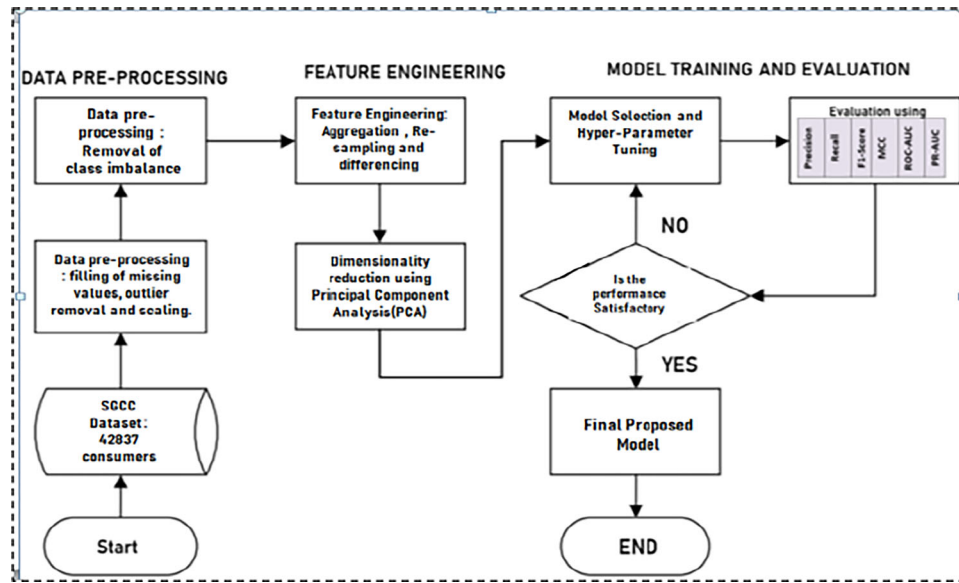 DATA PRE-PROCESSING
Data pre-
processing :
Removal of
class imbalance
Data pre-processing
: filling of missing
values, outlier
removal and scaling.
SGCC
Dataset:
42837
consumers
Start
FEATURE ENGINEERING
Feature Engineering:
Aggregation , Re-
sampling and
differencing
Dimensionality
reduction using
Principal Component
Analysis(PCA)
MODEL TRAINING AND EVALUATION
Model Selection and
Hyper-Parameter
Tuning
Evaluation using
Precision
Recall
F1-Score
MCC
ROC-AUC
PR-AUC
NO
Is the
performance
Satisfactory
YES
Final Proposed
Model
END